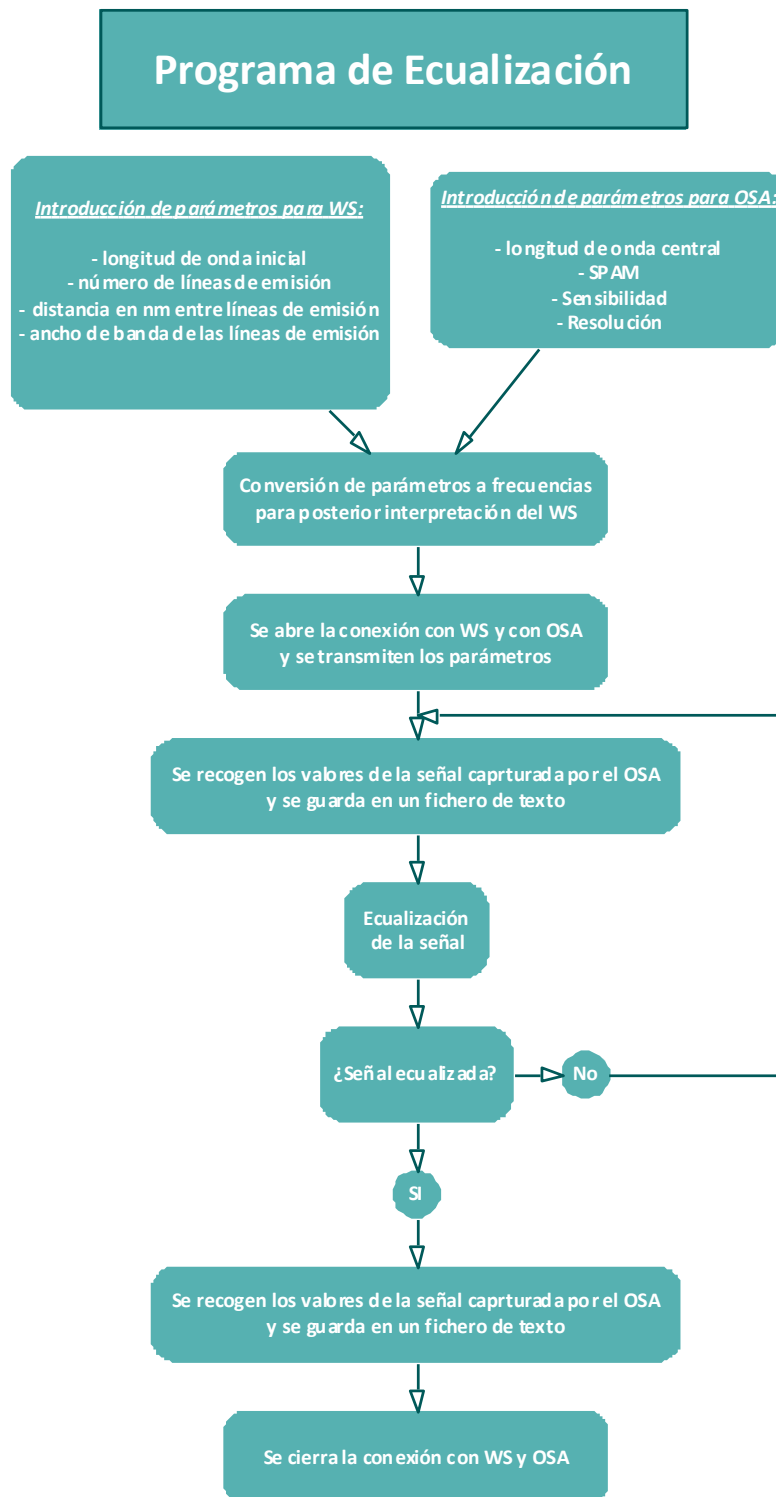 Programa de Ecualización
Introducción de parámetros para WS:
- longitud de onda inicial
- número de líneas de emisión
- distancia en nm entre líneas de emisión
- ancho de banda de las líneas de emisión
Introducción de parámetros para OSA:
- longitud de onda central
- SPAM
- Sensibilidad
- Resolución
Conversión de parámetros a frecuencias
para posterior interpretación del WS
Se abre la conexión con WS y con OSA
y se transmiten los parámetros
Se recogen los valores de la señal caprturada por el OSA
y se guarda en un fichero de texto
Ecualización
de la señal
¿Señal ecualizada?
No
SI
Se recogen los valores de la señal caprturada por el OSA
y se guarda en un fichero de texto
Se cierra la conexión con WS y OSA